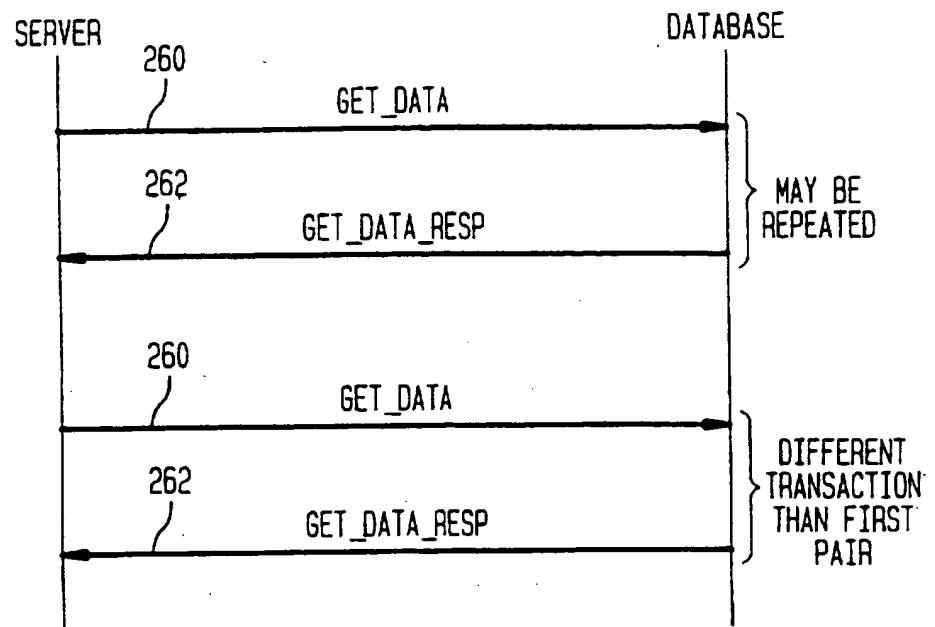 SERVER
DATABASE
260
GET_DATA
262
GET_DATA_RESP
MAY BE
REPEATED
260
GET_DATA
262
GET_DATA_RESP
DIFFERENT
TRANSACTION
THAN FIRST
PAIR